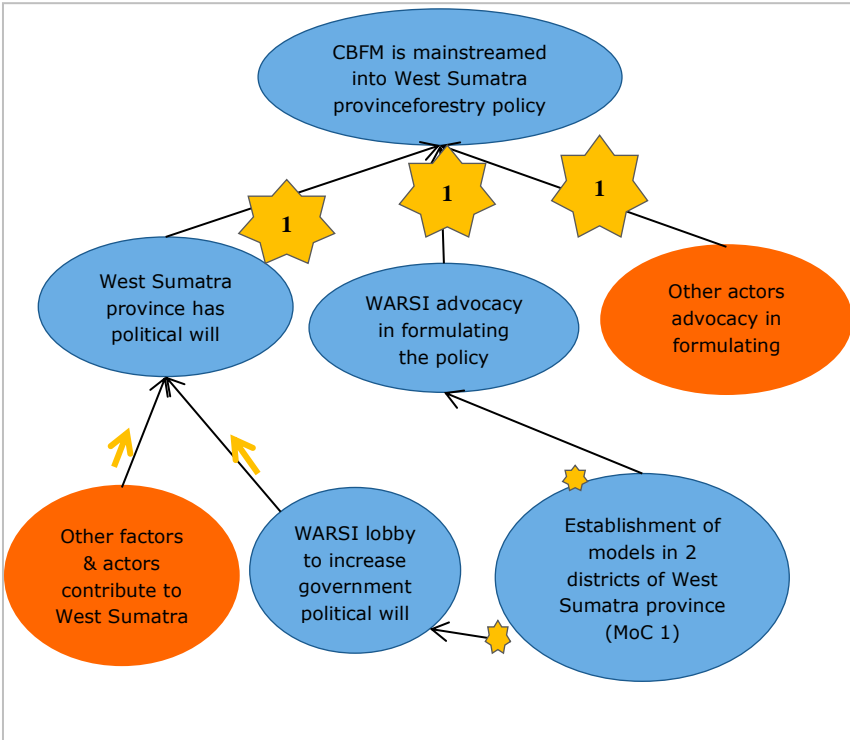 CBFM is mainstreamed
into West Sumatra
provinceforestry policy
1
1
1
West Sumatra
province has
political will
WARSI advocacy
in formulating
the policy
Other actors
advocacy in
formulating
Other factors
& actors
contribute to
West Sumatra
WARSI lobby
to increase
government
political will
Establishment of
models in 2
districts of West
Sumatra province
(MoC 1)